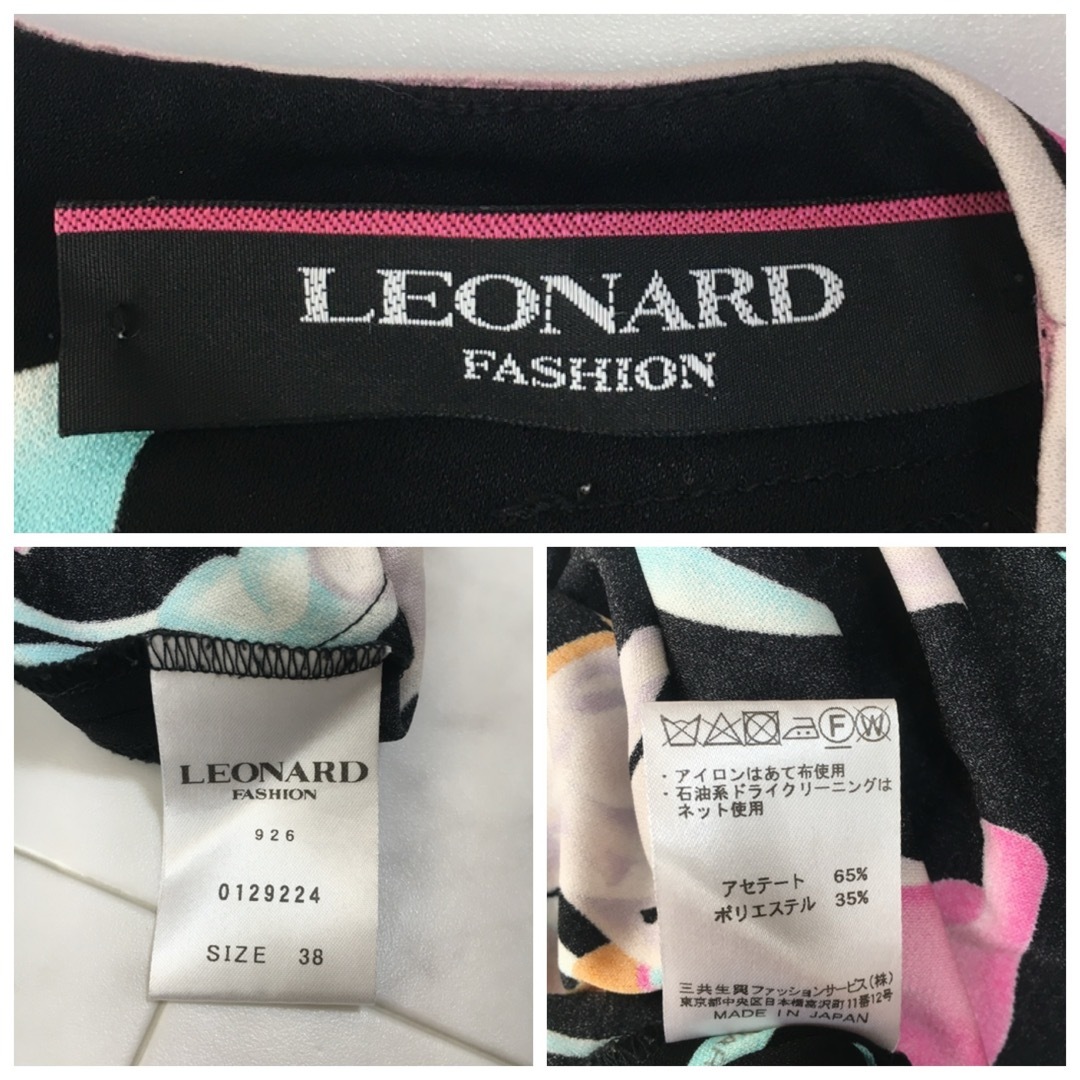 LEONARD
FASHION
LEONARD
FASHION
926
0129224
SIZE 38
F W
・アイロンはあて布使用
・石油系ドライクリーニングは
ネット使用
アセテート 65%
ポリエステル 35%
三共生興ファッションサービス(株)
東京都中央区日本橋富沢町11番12号
MADE IN JAPAN